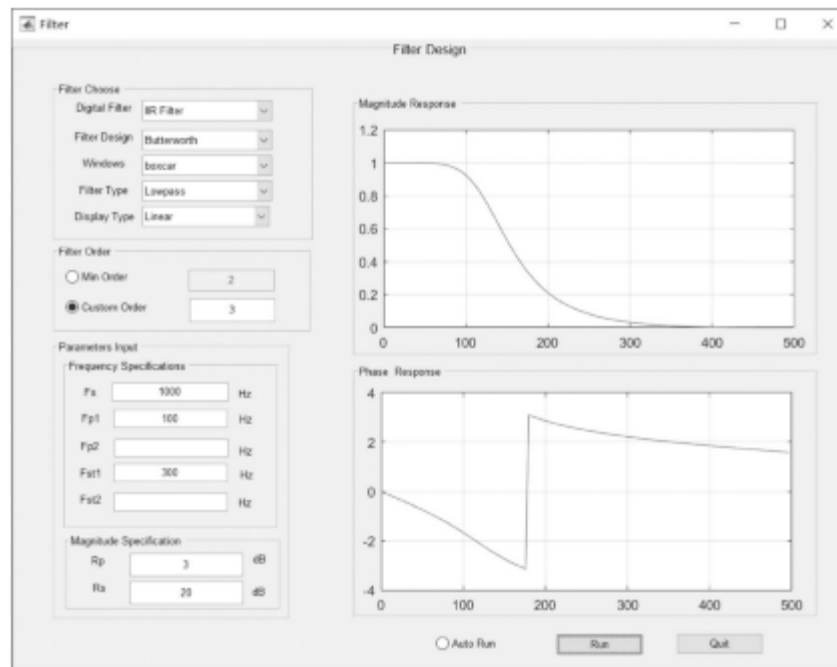 Filter
Filter Design
Filter Choose
Digital Filter IIR Filter
Filter Design Butterworth
Windows boxcar
Filter Type Lowpass
Display Type Linear
Filter Order
Min Order 2
Custom Order 3
Parameters Input
Frequency Specifications
Fs 1000 Hz
Fp1 100 Hz
Fp2 Hz
Fst1 300 Hz
Fst2 Hz
Magnitude Specification
Rp 3 dB
Rs 20 dB
Magnitude Response
1.2
1
0.8
0.6
0.4
0.2
0
0 100 200 300 400 500
Phase Response
4
2
0
-2
-4
0 100 200 300 400 500
Auto Run Run Quit